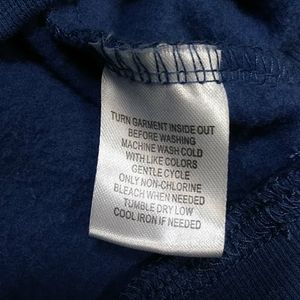 TURN GARMENT INSIDE OUT
BEFORE WASHING
MACHINE WASH COLD
WITH LIKE COLORS
GENTLE CYCLE
ONLY NON-CHLORINE
BLEACH WHEN NEEDED
TUMBLE DRY LOW
COOL IRON IF NEEDED